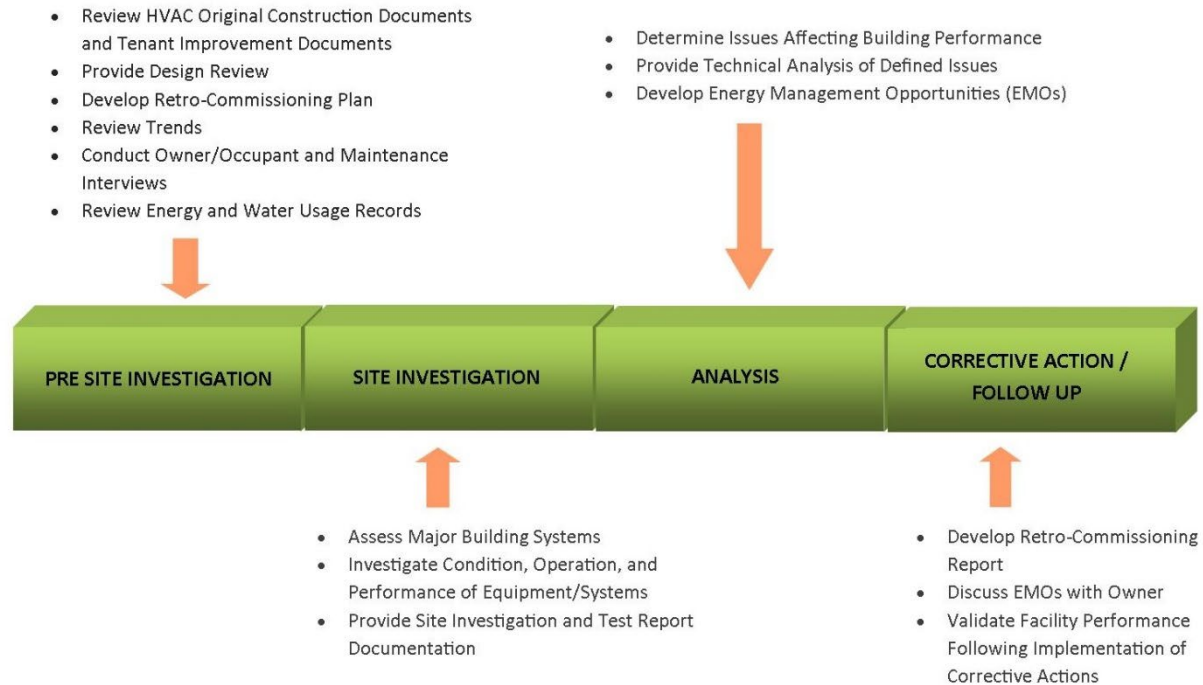 • Review HVAC Original Construction Documents
and Tenant Improvement Documents
• Provide Design Review
• Develop Retro-Commissioning Plan
• Review Trends
• Conduct Owner/Occupant and Maintenance
Interviews
• Review Energy and Water Usage Records
• Determine Issues Affecting Building Performance
• Provide Technical Analysis of Defined Issues
• Develop Energy Management Opportunities (EMOs)
PRE SITE INVESTIGATION
SITE INVESTIGATION
ANALYSIS
CORRECTIVE ACTION /
FOLLOW UP
• Assess Major Building Systems
• Investigate Condition, Operation, and
Performance of Equipment/Systems
• Provide Site Investigation and Test Report
Documentation
• Develop Retro-Commissioning
Report
• Discuss EMOs with Owner
• Validate Facility Performance
Following Implementation of
Corrective Actions